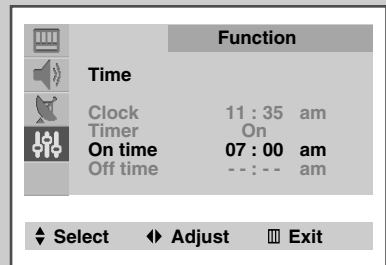 Function
Time
Clock 11 : 35 am
Timer On
On time 07 : 00 am
Off time - - : - - am
Select Adjust Exit